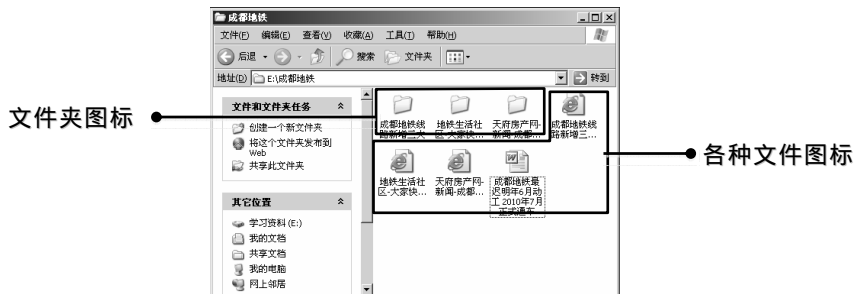 成都地铁
文件(F) 编辑(E) 查看(V) 收藏(A) 工具(T) 帮助(H)
后退 搜索 文件夹
地址(D) E:\成都地铁 转到
文件和文件夹任务
创建一个新文件夹
将这个文件夹发布到
Web
共享此文件夹
其它位置
学习资料 (E:)
我的文档
共享文档
我的电脑
网上邻居
成都地铁线
路新增三大
地铁生活社
区-大家快...
天府房产网-
新闻-成都...
成都地铁线
路新增三...
地铁生活社
区-大家快...
天府房产网-
新闻-成都...
成都地铁最
迟明年6月动
工 2010年7月
正式通车
文件夹图标
各种文件图标